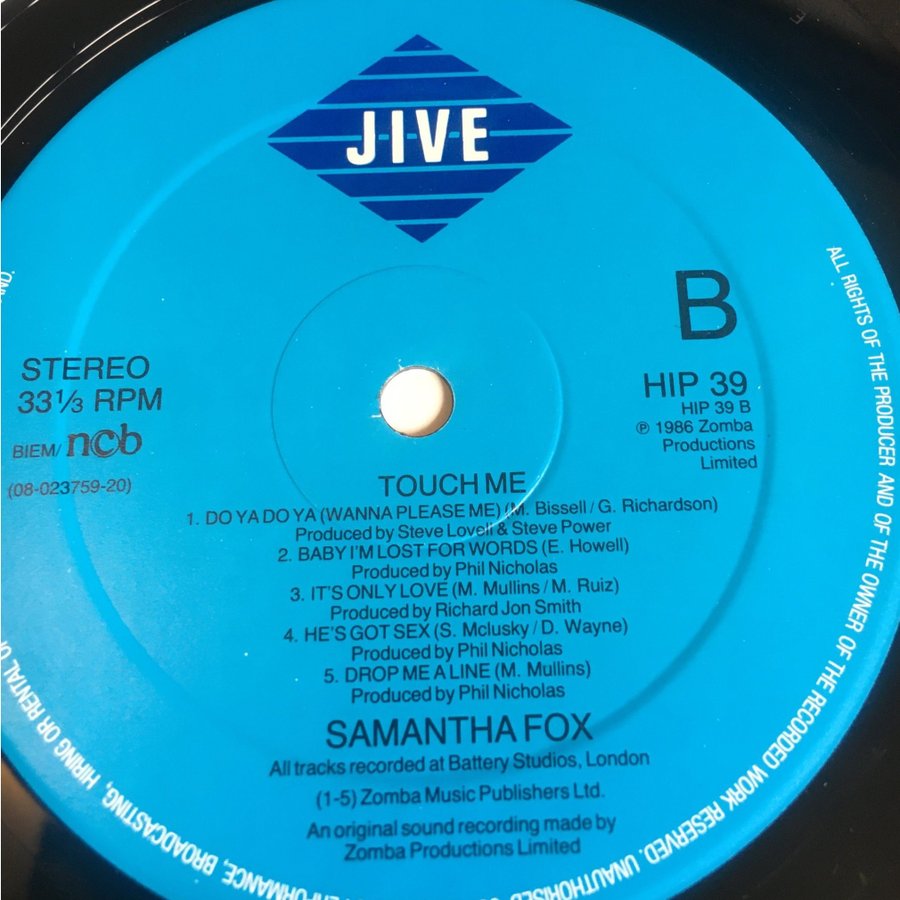 JIVE
B
STEREO
33⅓ RPM
BIEM/ ncb
(08-023759-20)
HIP 39
HIP 39 B
℗ 1986 Zomba
Productions
Limited
TOUCH ME
1. DO YA DO YA (WANNA PLEASE ME) (M. Bissell / G. Richardson)
Produced by Steve Lovell & Steve Power
2. BABY I'M LOST FOR WORDS (E. Howell)
Produced by Phil Nicholas
3. IT'S ONLY LOVE (M. Mullins / M. Ruiz)
Produced by Richard Jon Smith
4. HE'S GOT SEX (S. Mclusky / D. Wayne)
Produced by Phil Nicholas
5. DROP ME A LINE (M. Mullins)
Produced by Phil Nicholas
SAMANTHA FOX
All tracks recorded at Battery Studios, London
(1-5) Zomba Music Publishers Ltd.
An original sound recording made by
Zomba Productions Limited
ALL RIGHTS OF THE PRODUCER AND OF THE OWNER OF THE RECORDED WORK RESERVED. UNAUTHORISED
HIRING OR RENTAL
BROADCASTING,